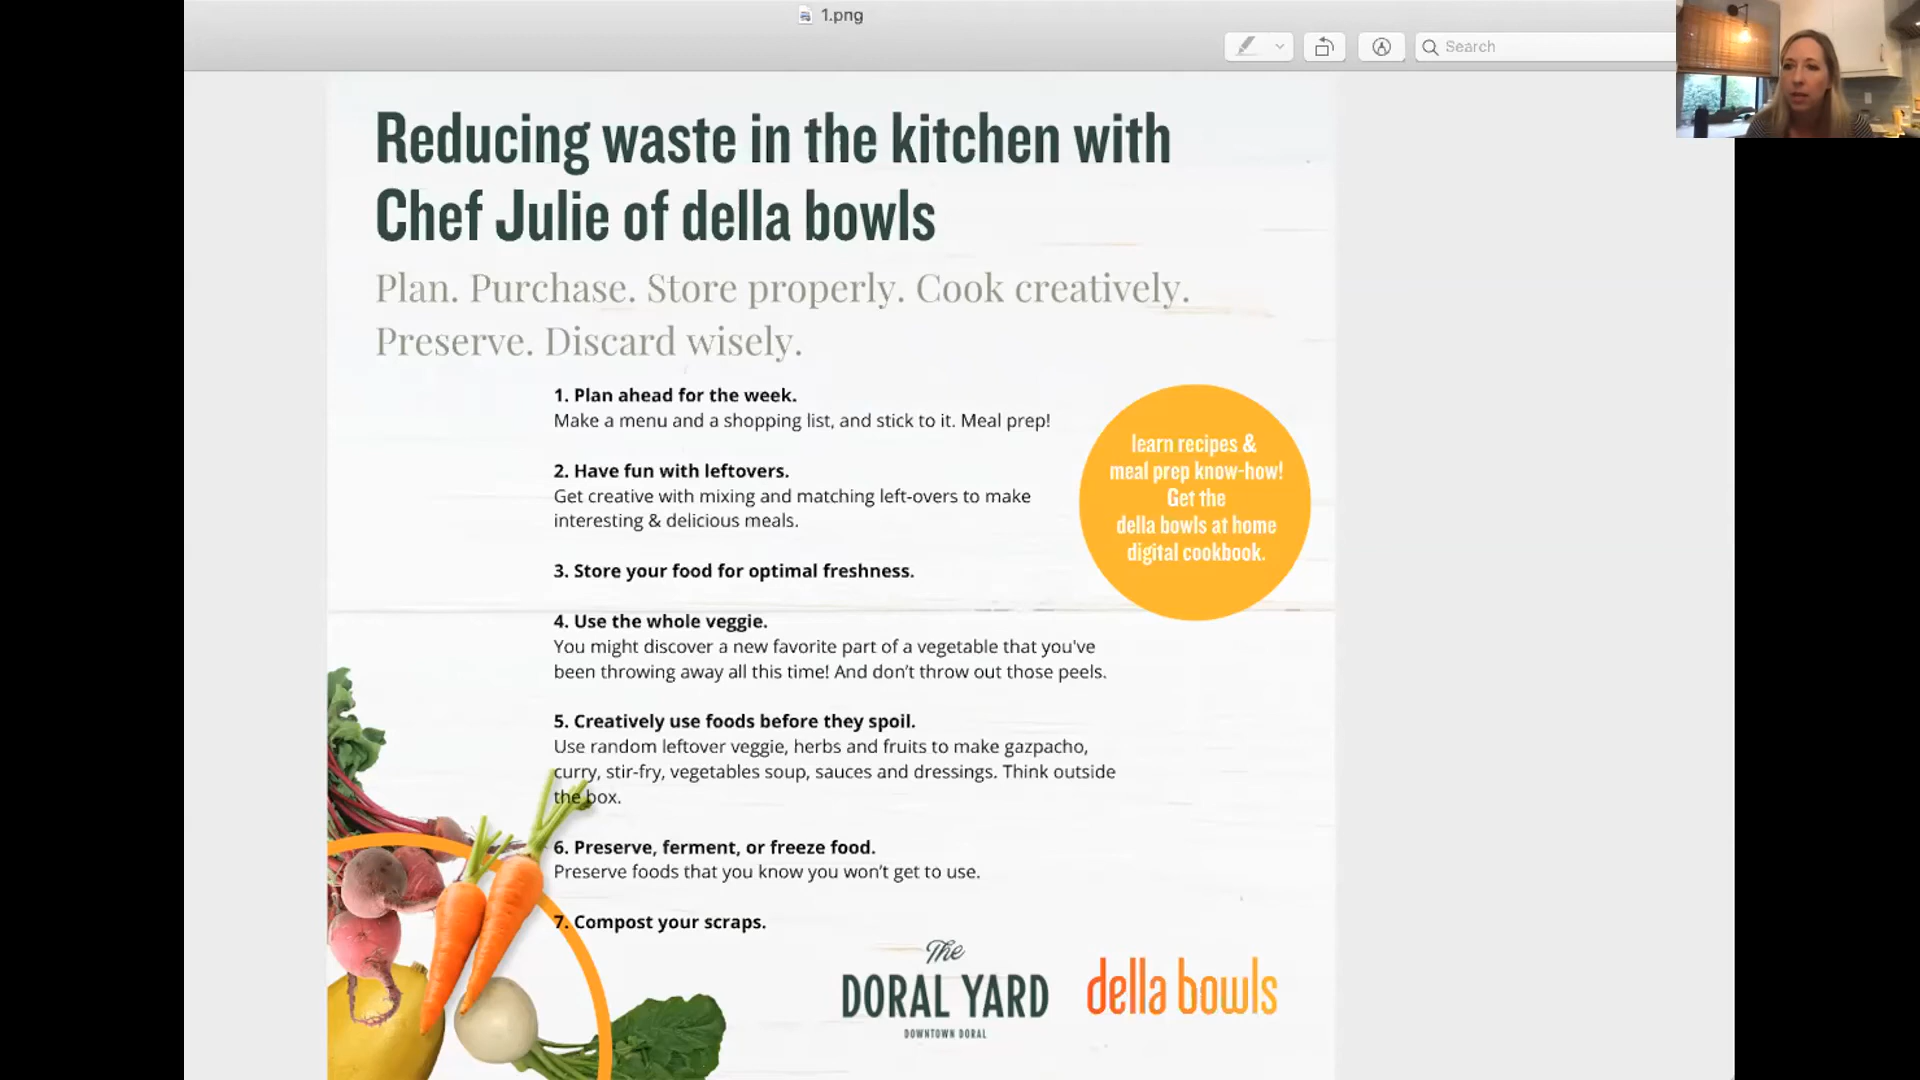 1.png
Search
Reducing waste in the kitchen with
Chef Julie of della bowls
Plan. Purchase. Store properly. Cook creatively.
Preserve. Discard wisely.
1. Plan ahead for the week.
Make a menu and a shopping list, and stick to it. Meal prep!
2. Have fun with leftovers.
Get creative with mixing and matching left-overs to make
interesting & delicious meals.
3. Store your food for optimal freshness.
4. Use the whole veggie.
You might discover a new favorite part of a vegetable that you've
been throwing away all this time! And don’t throw out those peels.
5. Creatively use foods before they spoil.
Use random leftover veggie, herbs and fruits to make gazpacho,
curry, stir-fry, vegetables soup, sauces and dressings. Think outside
the box.
6. Preserve, ferment, or freeze food.
Preserve foods that you know you won’t get to use.
7. Compost your scraps.
learn recipes &
meal prep know-how!
Get the
della bowls at home
digital cookbook.
The
DORAL YARD
DOWNTOWN DORAL
della bowls